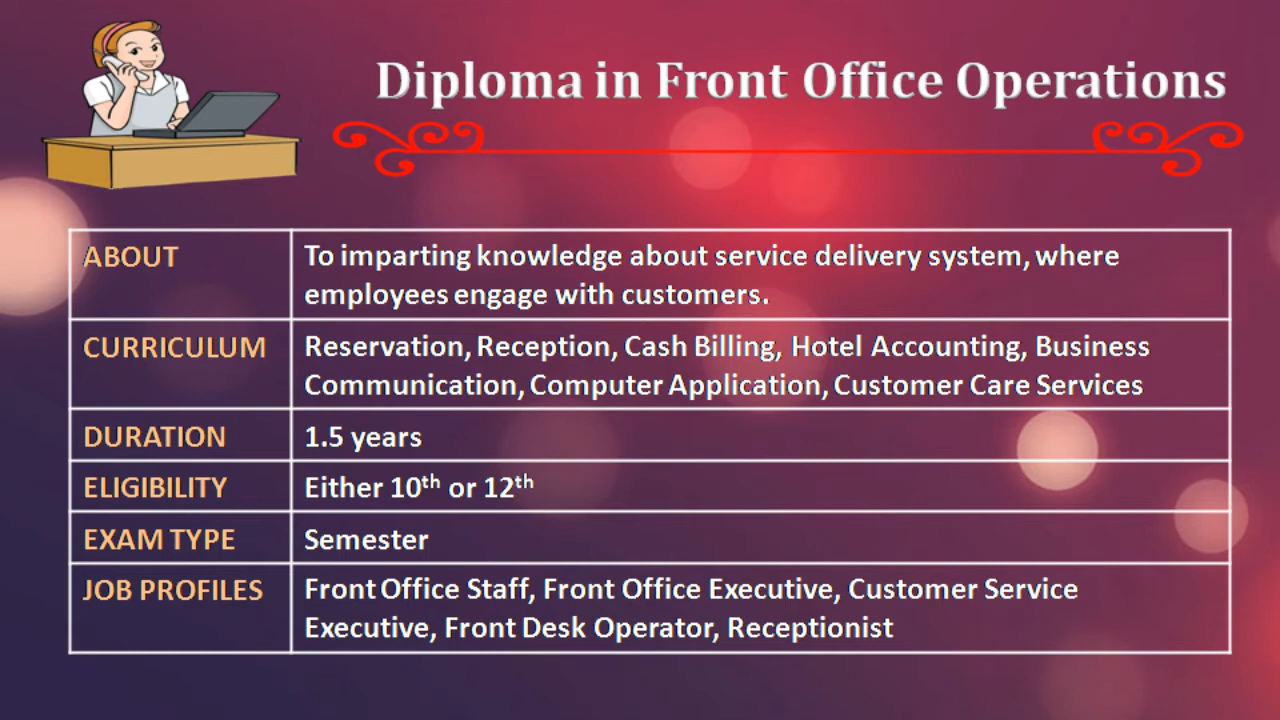 Diploma in Front Office Operations
ABOUT
To imparting knowledge about service delivery system, where
employees engage with customers.
CURRICULUM
Reservation, Reception, Cash Billing, Hotel Accounting, Business
Communication, Computer Application, Customer Care Services
DURATION
1.5 years
ELIGIBILITY
Either 10th or 12th
EXAM TYPE
Semester
JOB PROFILES
Front Office Staff, Front Office Executive, Customer Service
Executive, Front Desk Operator, Receptionist